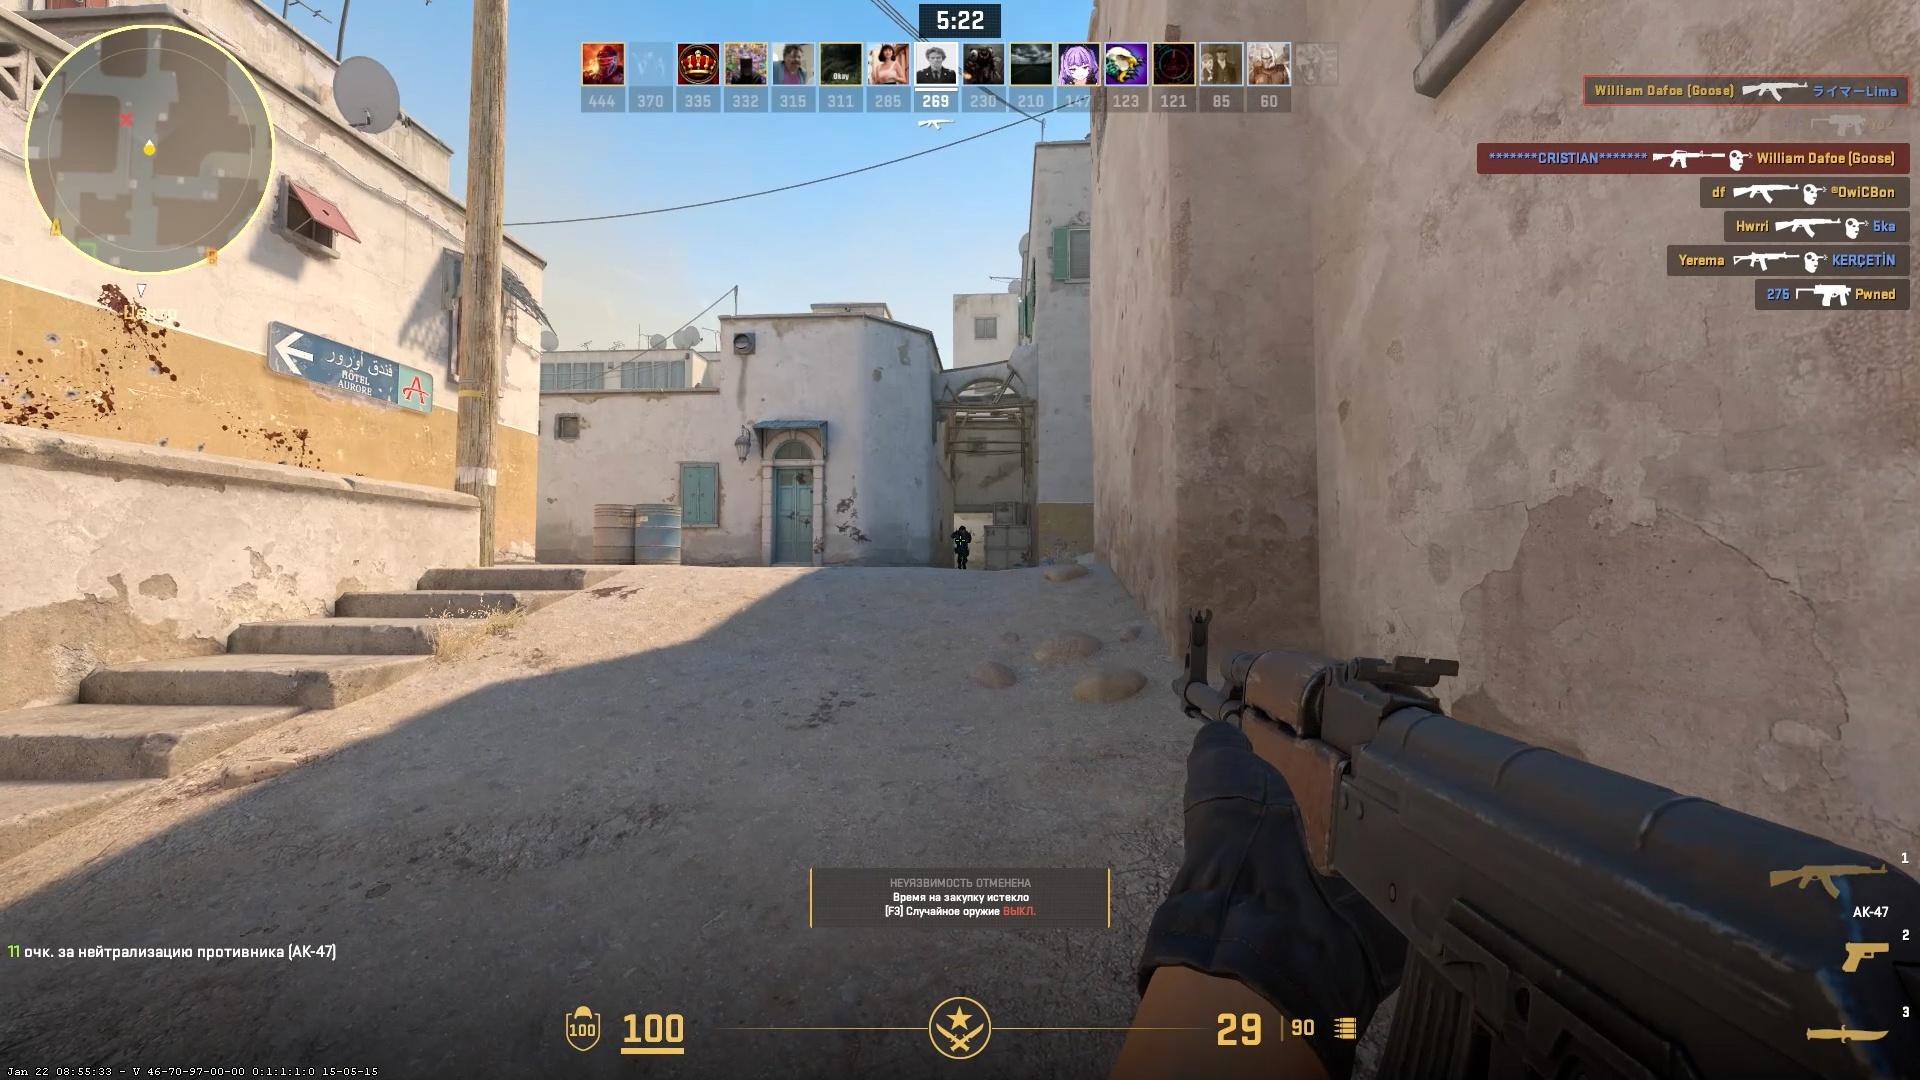 5:22
444 370 335 332 315 311 285 269 230 210 147 123 121 85 60
Okay
William Dafoe (Goose) ライマーLima
*******CRISTIAN******* William Dafoe (Goose)
df ®OwiCBon
Hwrri 5ka
Yerema KERÇETİN
275 Pwned
A
B
Центр
فندق أورور
HÔTEL
AURORE
A
НЕУЯЗВИМОСТЬ ОТМЕНЕНА
Время на закупку истекло
[F3] Случайное оружие ВЫКЛ.
11 очк. за нейтрализацию противника (AK-47)
1
AK-47
2
3
100 100
29 | 90
Jan 22 08:55:33 - V 46-70-97-00-00 0:1:1:1:0 15-05-15